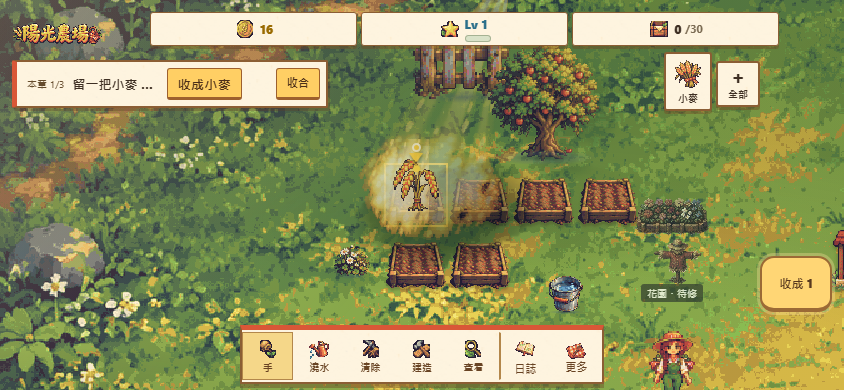 陽光農場
16
Lv 1
0 /30
本章 1/3 留一把小麥 ... 收成小麥 收合
小麥
+
全部
收成 1
花園·待修
手 澆水 清除 建造 查看 日誌 更多